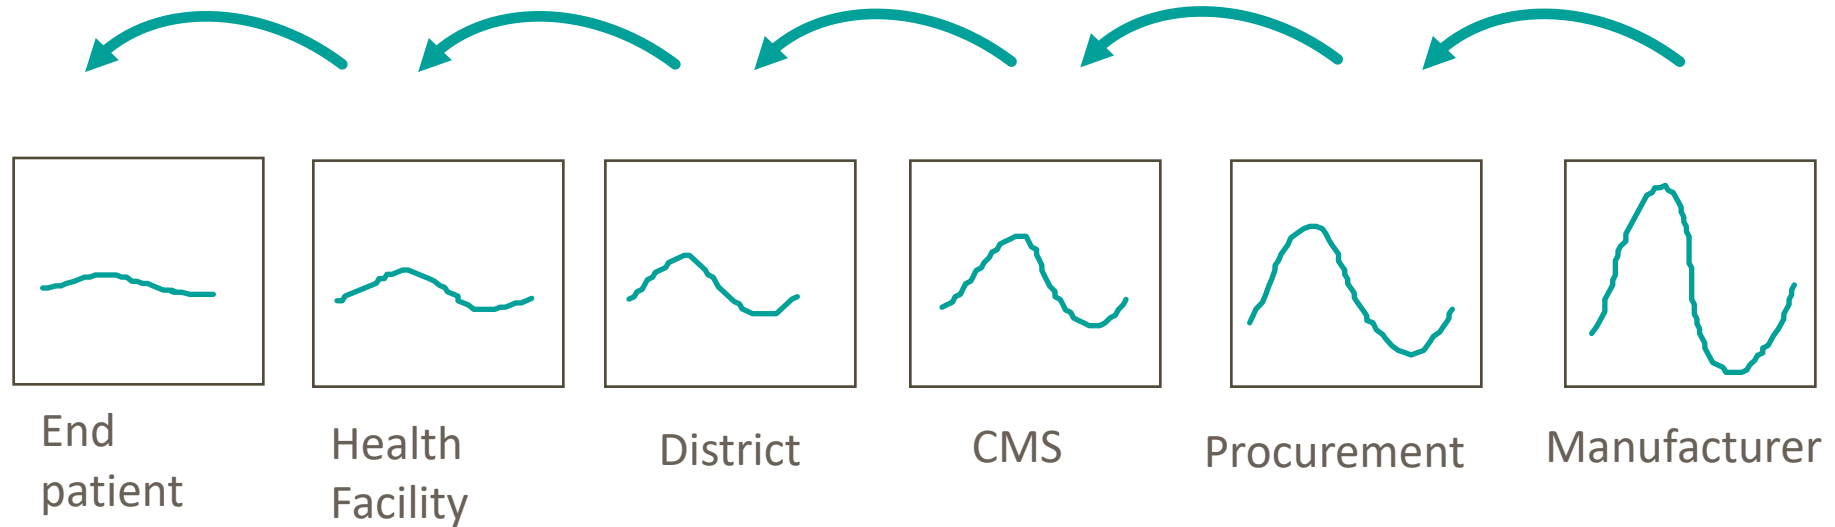 End
patient
Health
Facility
District
CMS
Procurement
Manufacturer